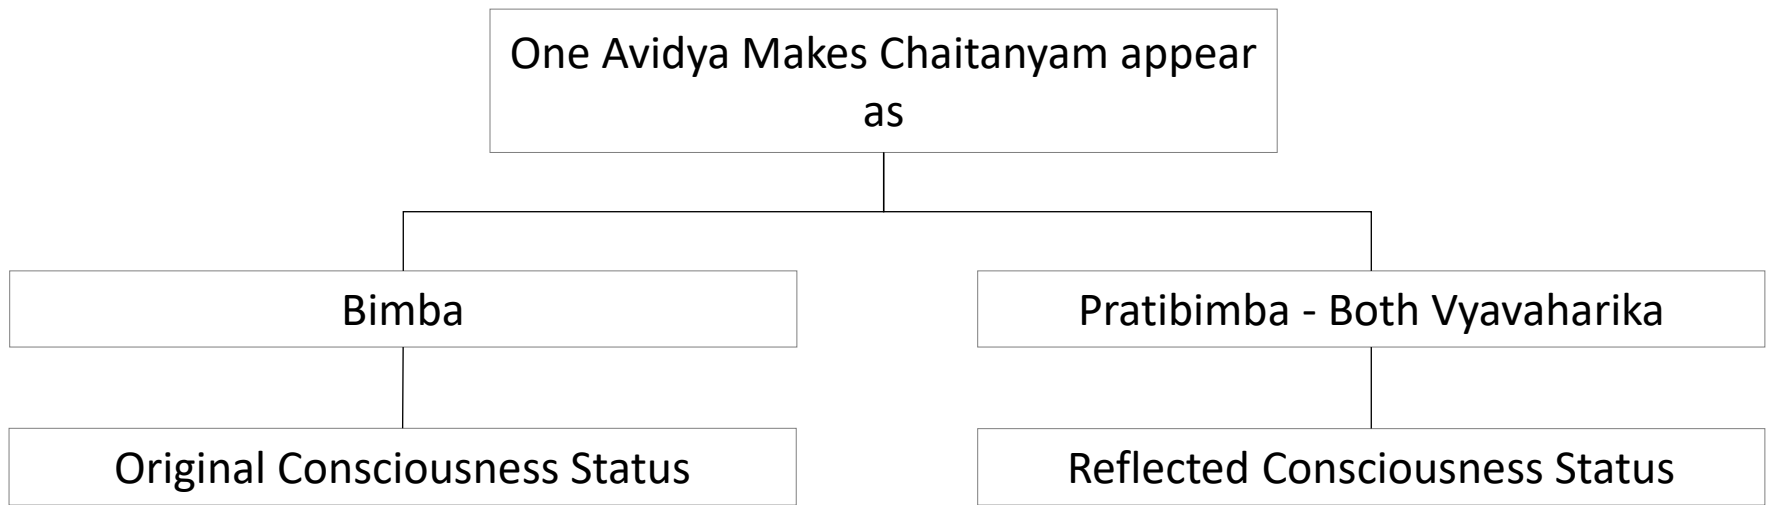 One Avidya Makes Chaitanyam appear
as
Bimba
Pratibimba - Both Vyavaharika
Original Consciousness Status
Reflected Consciousness Status